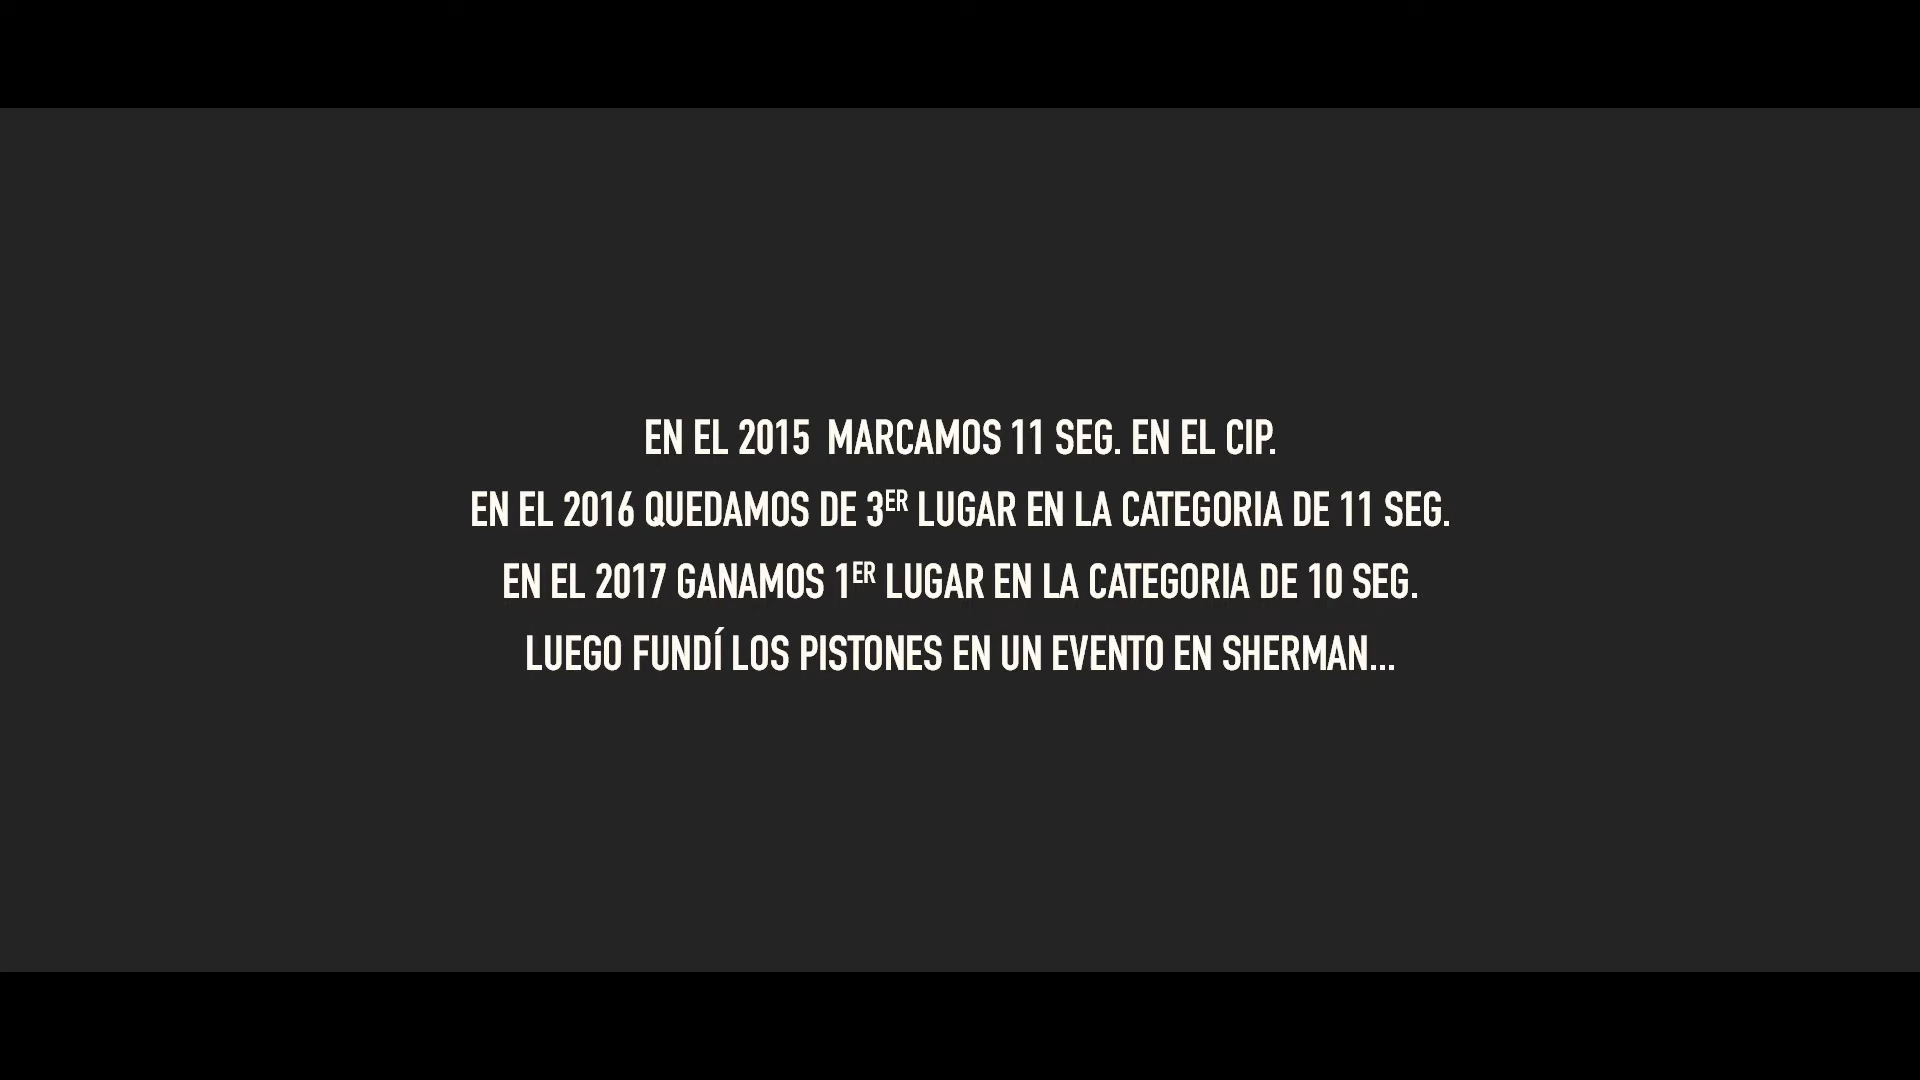 EN EL 2015  MARCAMOS 11 SEG. EN EL CIP.
EN EL 2016 QUEDAMOS DE 3ER LUGAR EN LA CATEGORIA DE 11 SEG.
EN EL 2017 GANAMOS 1ER LUGAR EN LA CATEGORIA DE 10 SEG.
LUEGO FUNDÍ LOS PISTONES EN UN EVENTO EN SHERMAN...